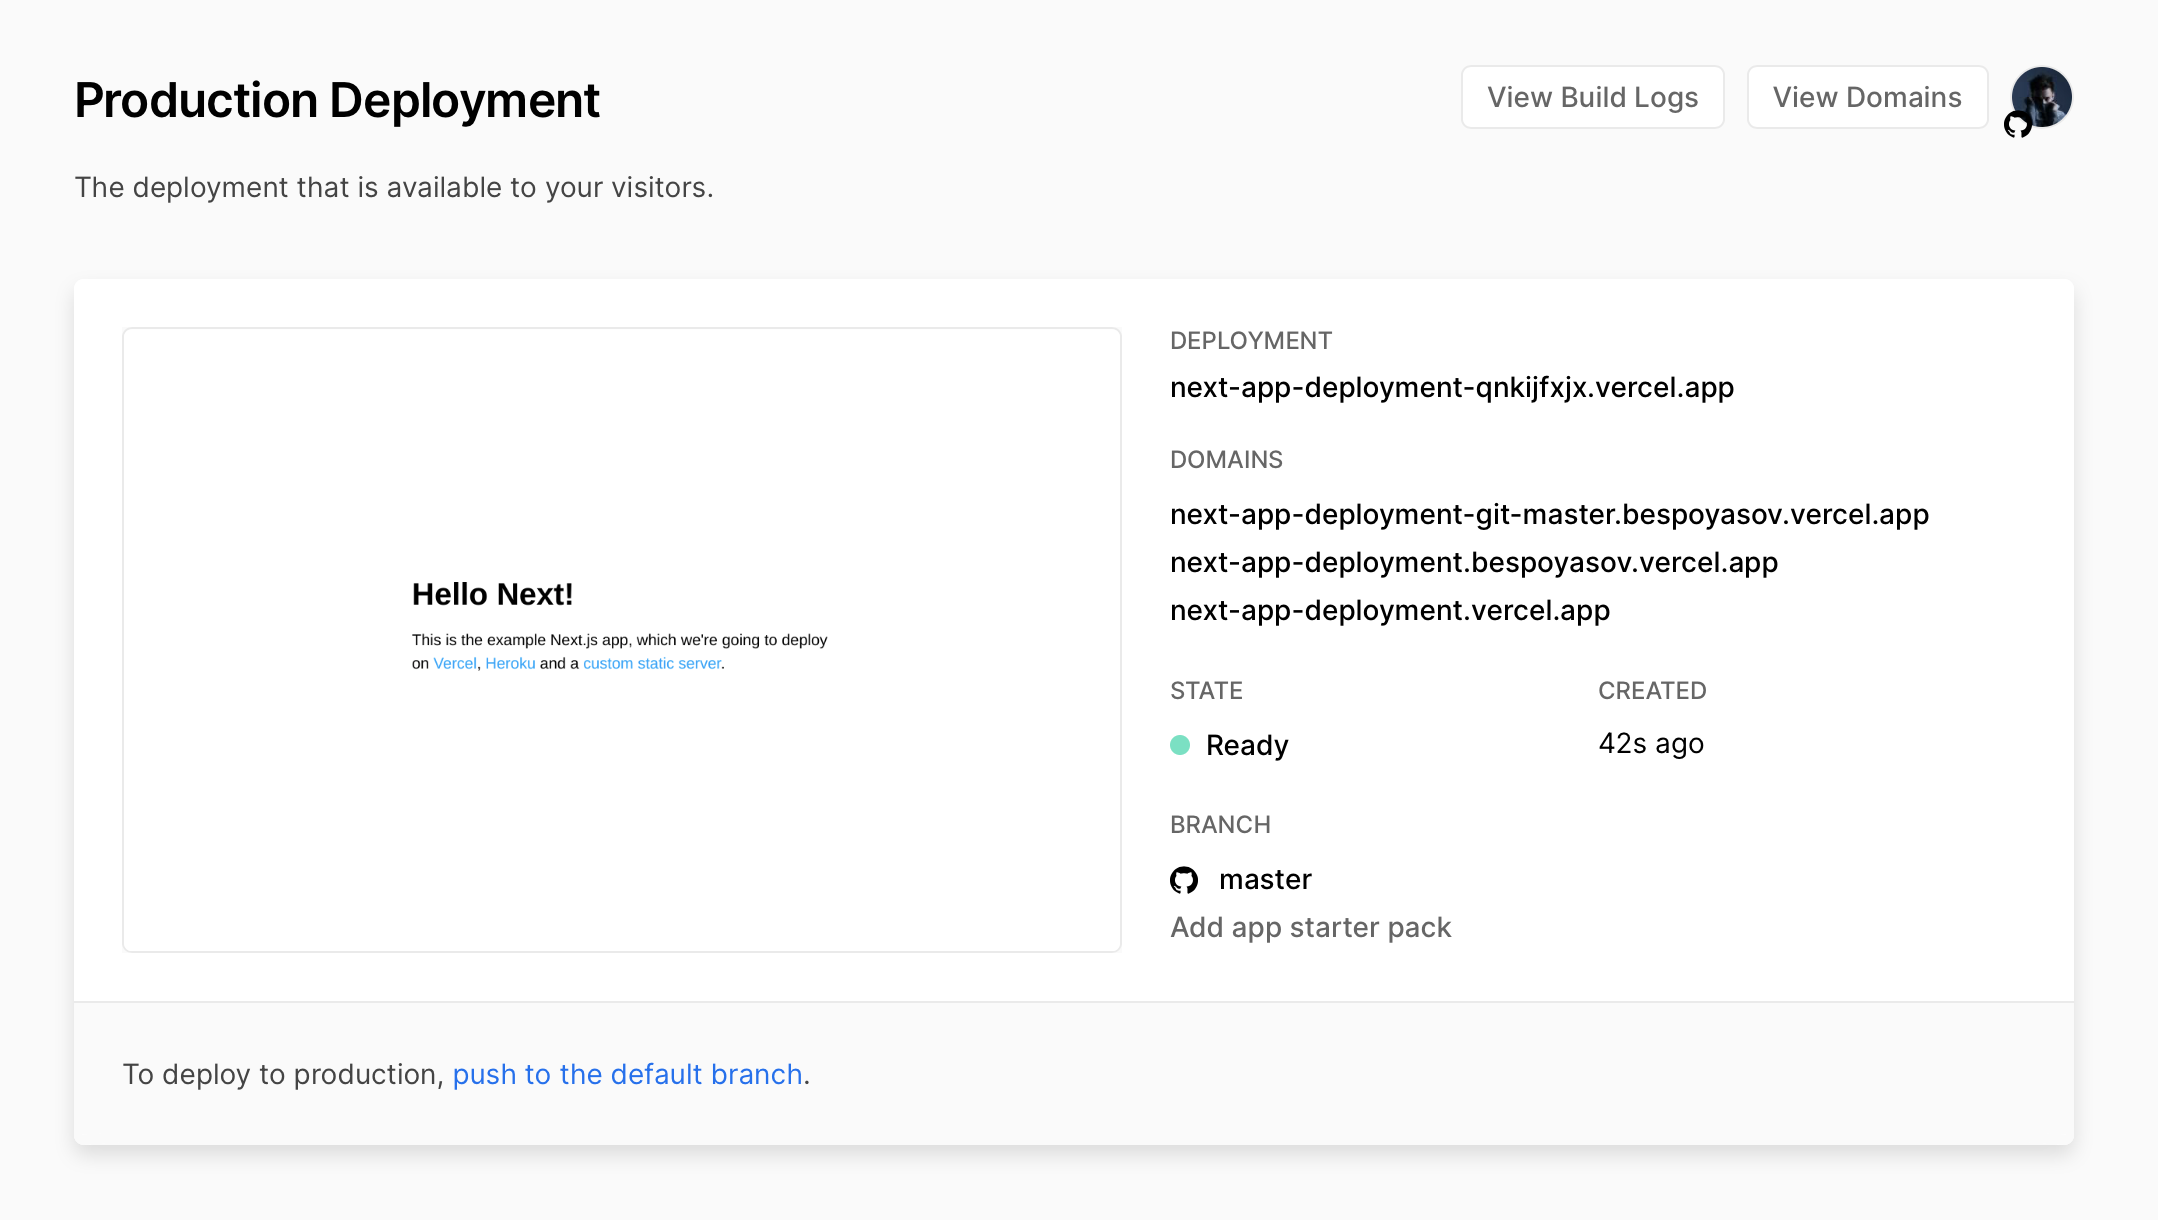 Production Deployment
View Build Logs
View Domains
The deployment that is available to your visitors.
Hello Next!
This is the example Next.js app, which we're going to deploy
on Vercel, Heroku and a custom static server.
DEPLOYMENT
next-app-deployment-qnkijfxjx.vercel.app
DOMAINS
next-app-deployment-git-master.bespoyasov.vercel.app
next-app-deployment.bespoyasov.vercel.app
next-app-deployment.vercel.app
STATE
Ready
CREATED
42s ago
BRANCH
master
Add app starter pack
To deploy to production, push to the default branch.